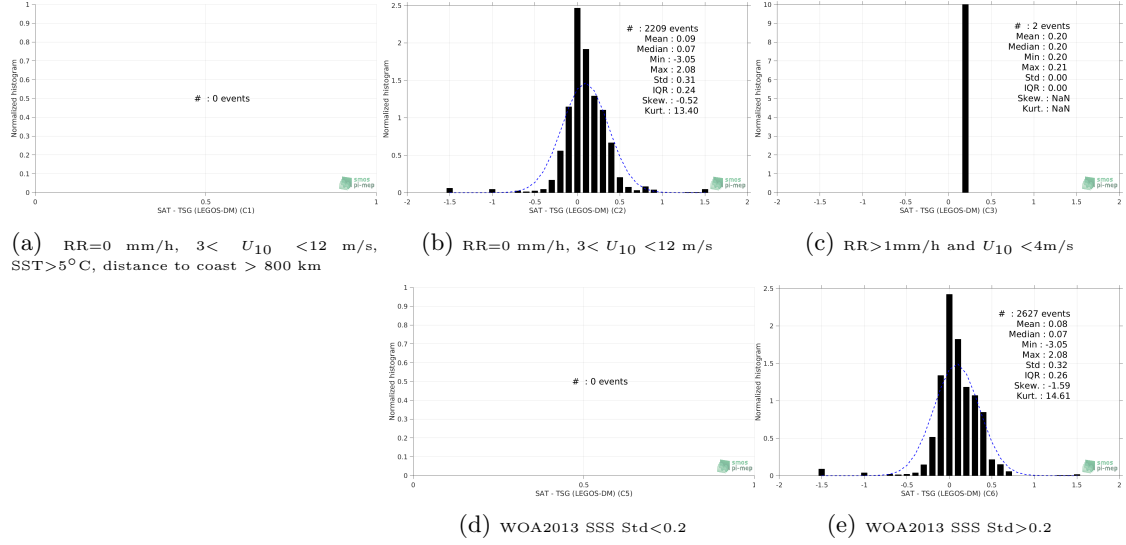 1
0.9
0.8
0.7
0.6
0.5
0.4
0.3
0.2
0.1
0
Normalized histogram
# : 0 events
smos
pi-mep
0 0.5 1
SAT - TSG (LEGOS-DM) (C1)
(a) RR=0 mm/h, 3< U10 <12 m/s,
SST>5°C, distance to coast > 800 km
2.5
2
1.5
1
0.5
0
Normalized histogram
# : 2209 events
Mean : 0.09
Median : 0.07
Min : -3.05
Max : 2.08
Std : 0.31
IQR : 0.24
Skew. : -0.52
Kurt. : 13.40
smos
pi-mep
-2 -1.5 -1 -0.5 0 0.5 1 1.5 2
SAT - TSG (LEGOS-DM) (C2)
(b) RR=0 mm/h, 3< U10 <12 m/s
10
9
8
7
6
5
4
3
2
1
0
Normalized histogram
# : 2 events
Mean : 0.20
Median : 0.20
Min : 0.20
Max : 0.21
Std : 0.00
IQR : 0.00
Skew. : NaN
Kurt. : NaN
smos
pi-mep
-2 -1.5 -1 -0.5 0 0.5 1 1.5 2
SAT - TSG (LEGOS-DM) (C3)
(c) RR>1mm/h and U10 <4m/s
1
0.9
0.8
0.7
0.6
0.5
0.4
0.3
0.2
0.1
0
Normalized histogram
# : 0 events
smos
pi-mep
0 0.5 1
SAT - TSG (LEGOS-DM) (C5)
(d) WOA2013 SSS Std<0.2
2.5
2
1.5
1
0.5
0
Normalized histogram
# : 2627 events
Mean : 0.08
Median : 0.07
Min : -3.05
Max : 2.08
Std : 0.32
IQR : 0.26
Skew. : -1.59
Kurt. : 14.61
smos
pi-mep
-2 -1.5 -1 -0.5 0 0.5 1 1.5 2
SAT - TSG (LEGOS-DM) (C6)
(e) WOA2013 SSS Std>0.2